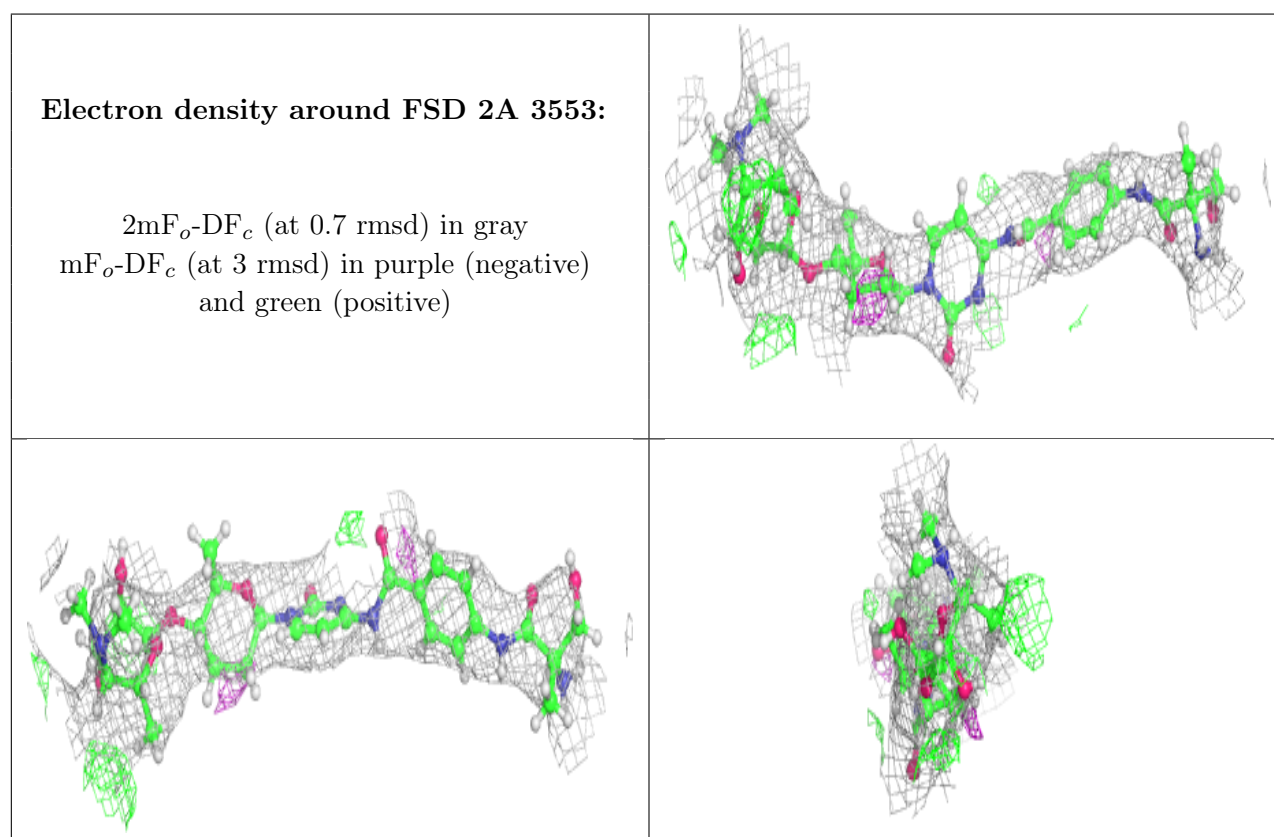 Electron density around FSD 2A 3553:
2mFo-DFc (at 0.7 rmsd) in gray
mFo-DFc (at 3 rmsd) in purple (negative)
and green (positive)